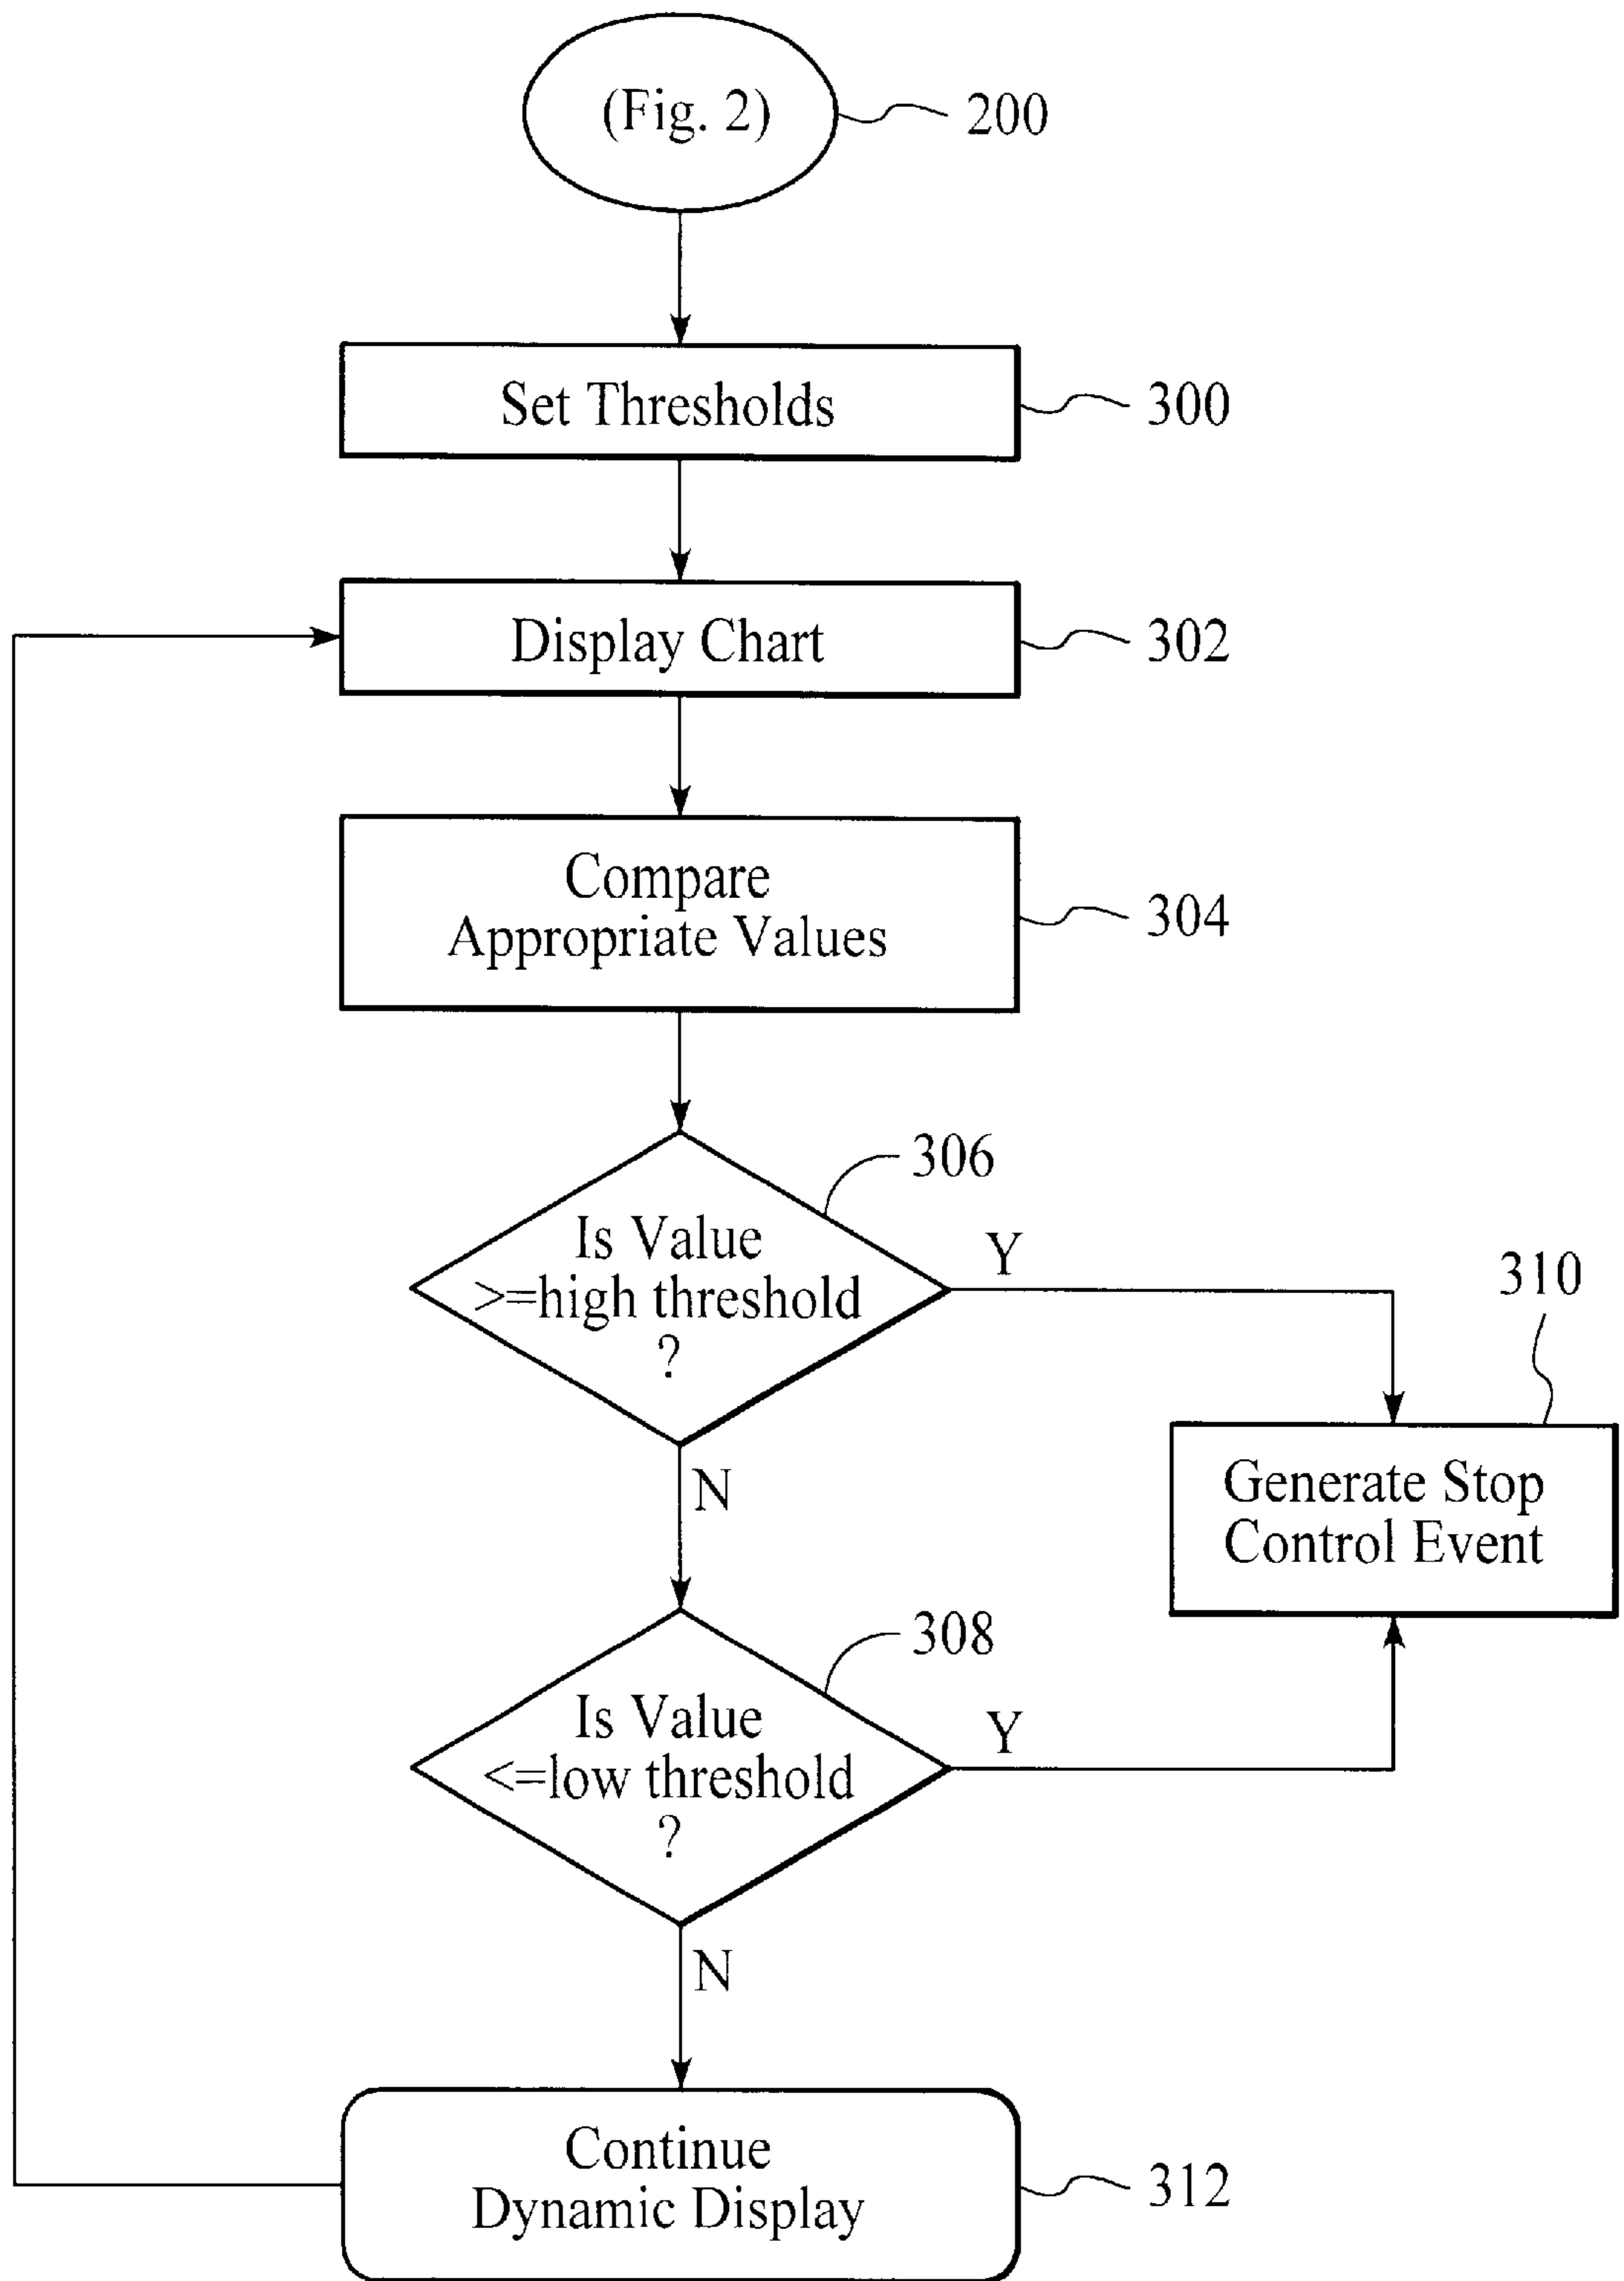 (Fig. 2)
200
Set Thresholds
300
Display Chart
302
Compare
Appropriate Values
304
306
Is Value
>=high threshold
?
Y
N
310
Generate Stop
Control Event
308
Is Value
<=low threshold
?
Y
N
Continue
Dynamic Display
312